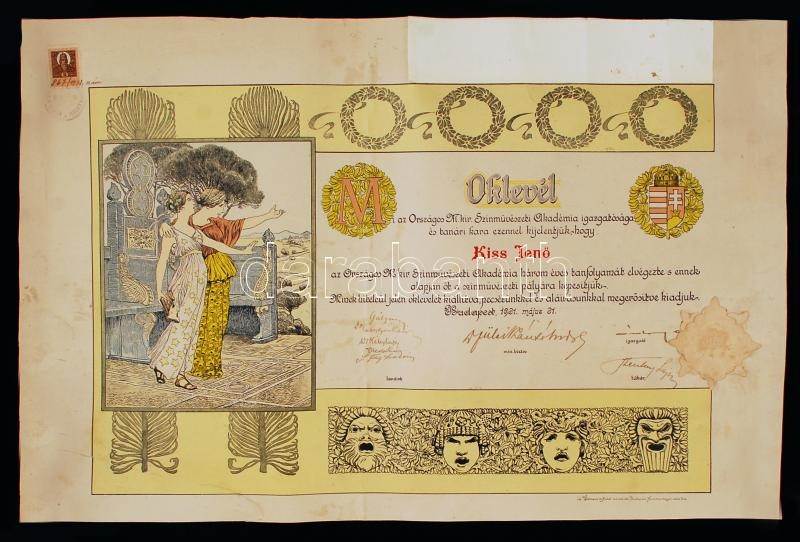 Oklevél
M
i az Országos M. kir. Színművészeti Akadémia igazgatósága
és tanári kara ezennel kijelentjük, hogy
Kiss Jenő
az Országos M. kir. Színművészeti Akadémia három éves tanfolyamát elvégezte s ennek
alapján őt a színművészeti pályára képesítjük.
Minek hiteléül jelen oklevelet kiállítva pecsétünkkel és aláírásunkkal megerősítve kiadjuk.
Budapest, 1921. május 31.
igazgató
min. biztos
tanárok
titkár
darabanth